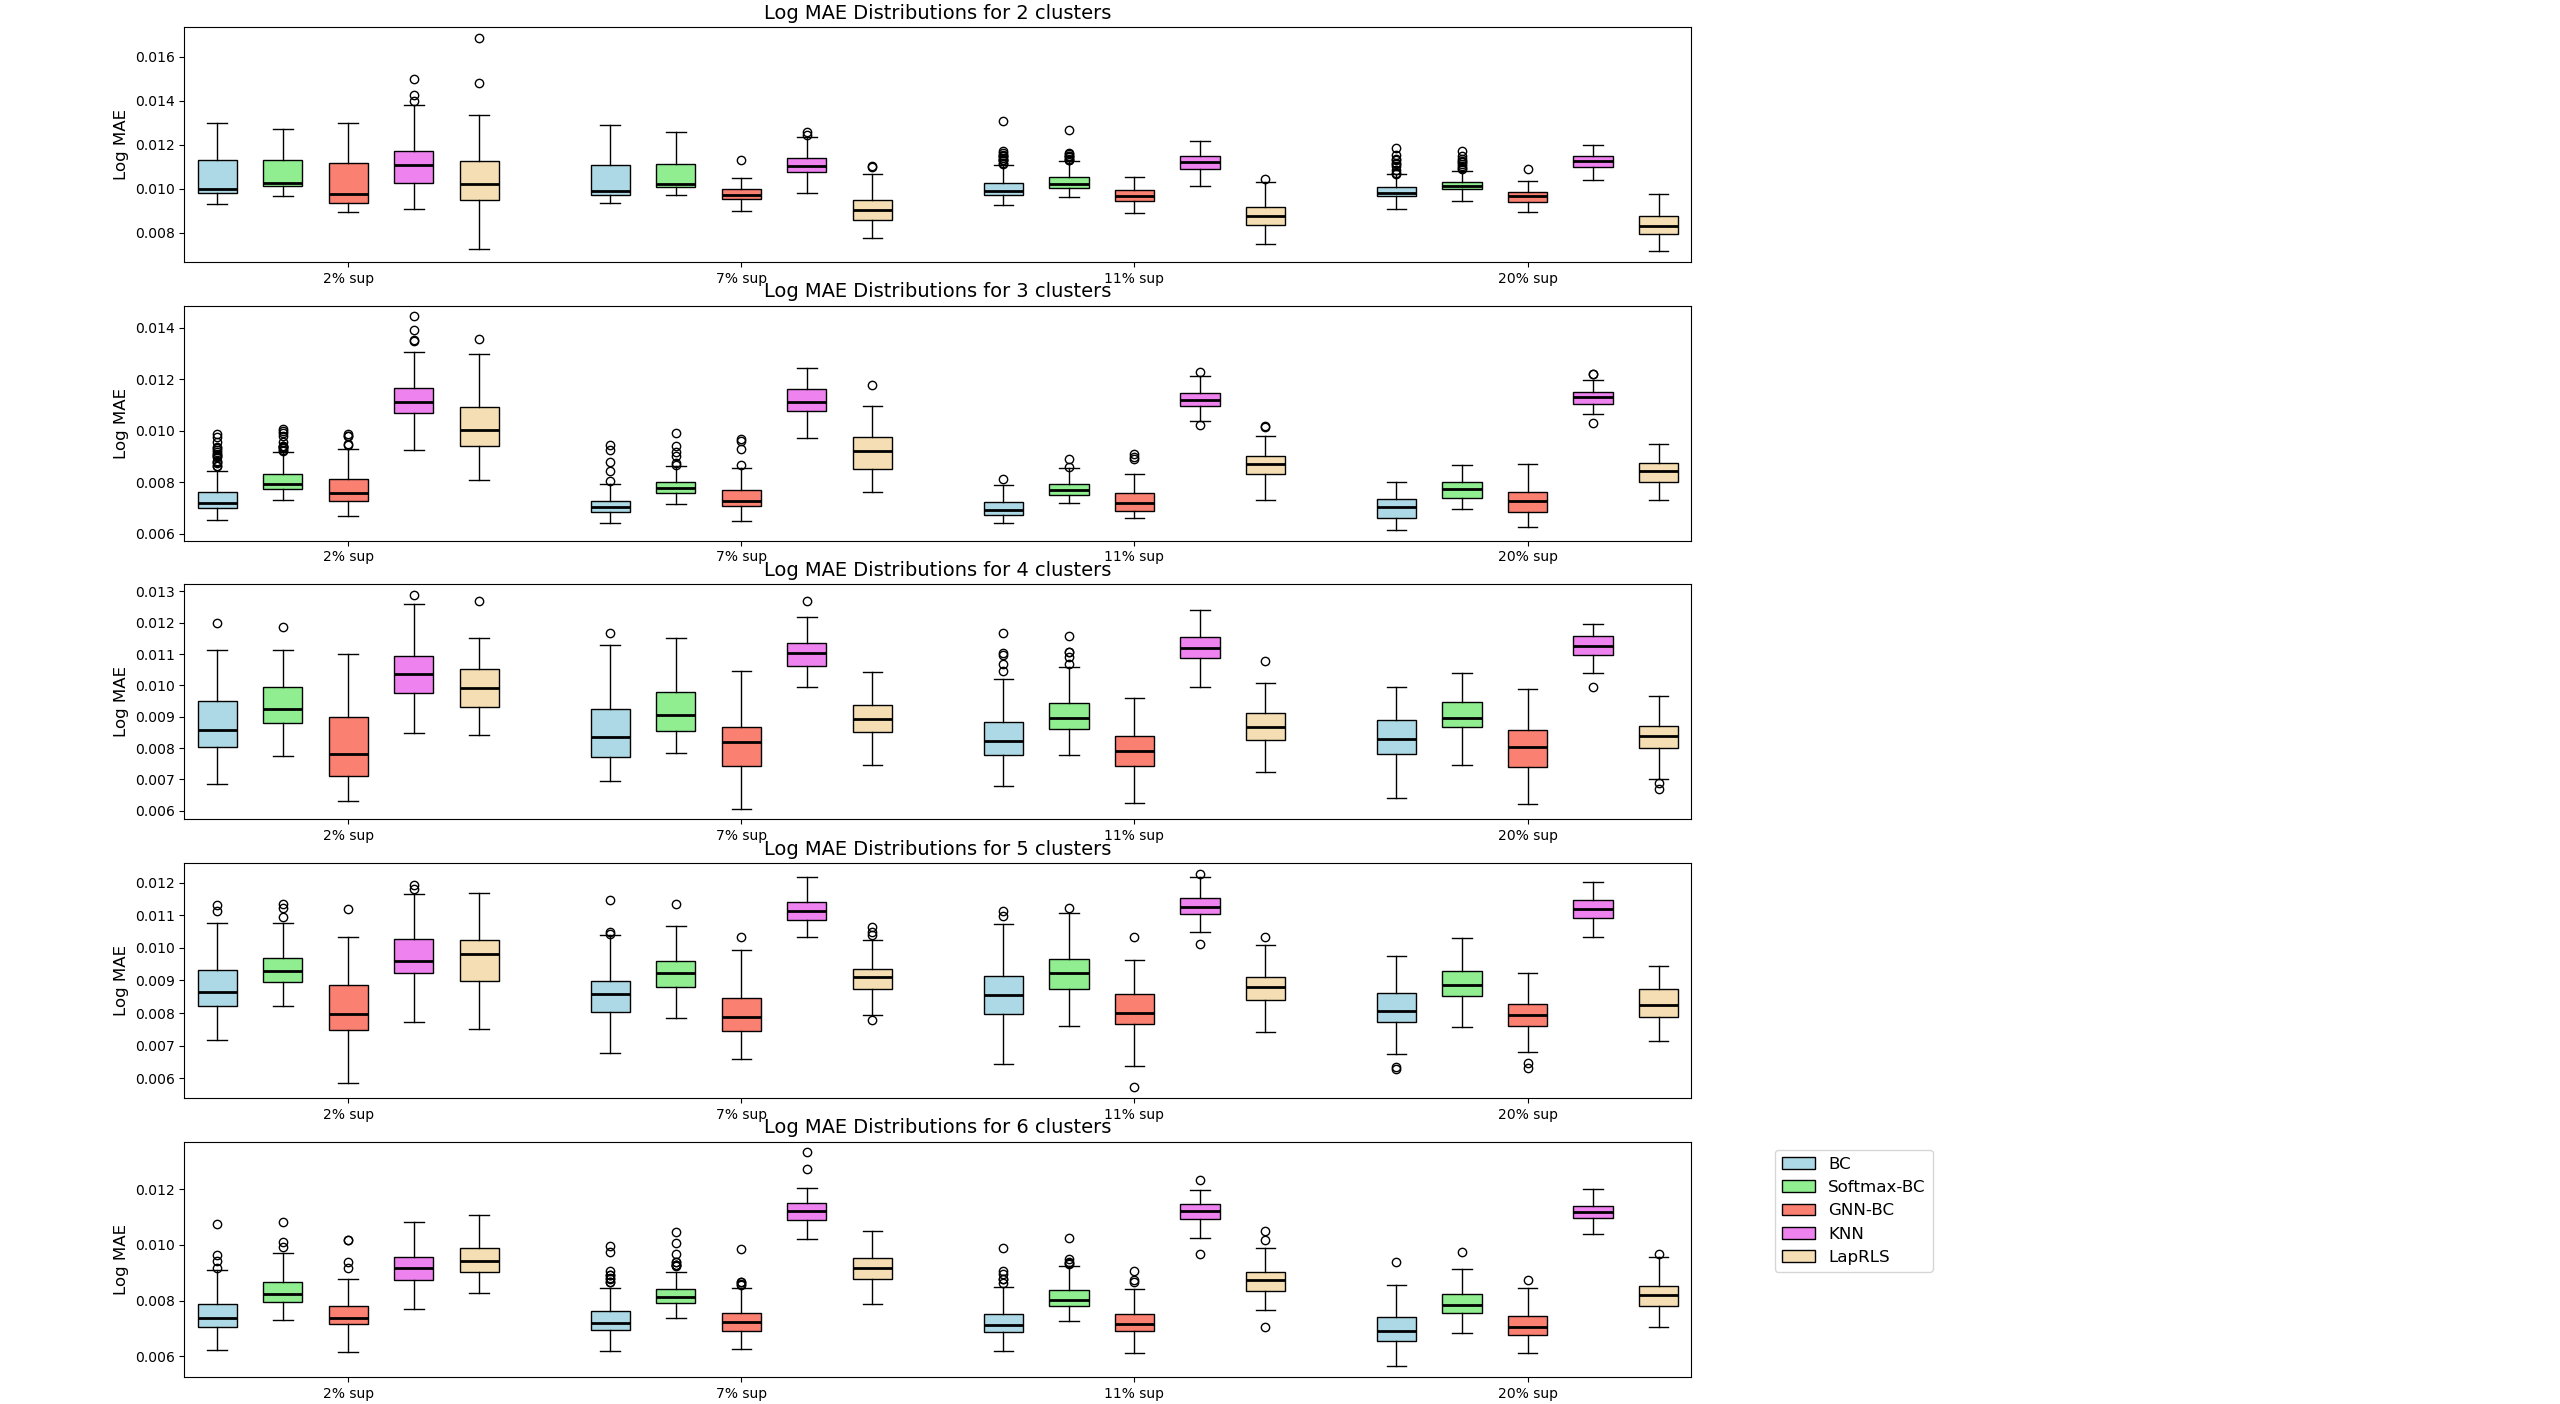 Log MAE Distributions for 2 clusters
0.016
0.014
0.012
0.010
0.008
Log MAE
2% sup 7% sup 11% sup 20% sup
Log MAE Distributions for 3 clusters
0.014
0.012
0.010
0.008
0.006
Log MAE
2% sup 7% sup 11% sup 20% sup
Log MAE Distributions for 4 clusters
0.013
0.012
0.011
0.010
0.009
0.008
0.007
0.006
Log MAE
2% sup 7% sup 11% sup 20% sup
Log MAE Distributions for 5 clusters
0.012
0.011
0.010
0.009
0.008
0.007
0.006
Log MAE
2% sup 7% sup 11% sup 20% sup
Log MAE Distributions for 6 clusters
0.012
0.010
0.008
0.006
Log MAE
2% sup 7% sup 11% sup 20% sup
BC
Softmax-BC
GNN-BC
KNN
LapRLS